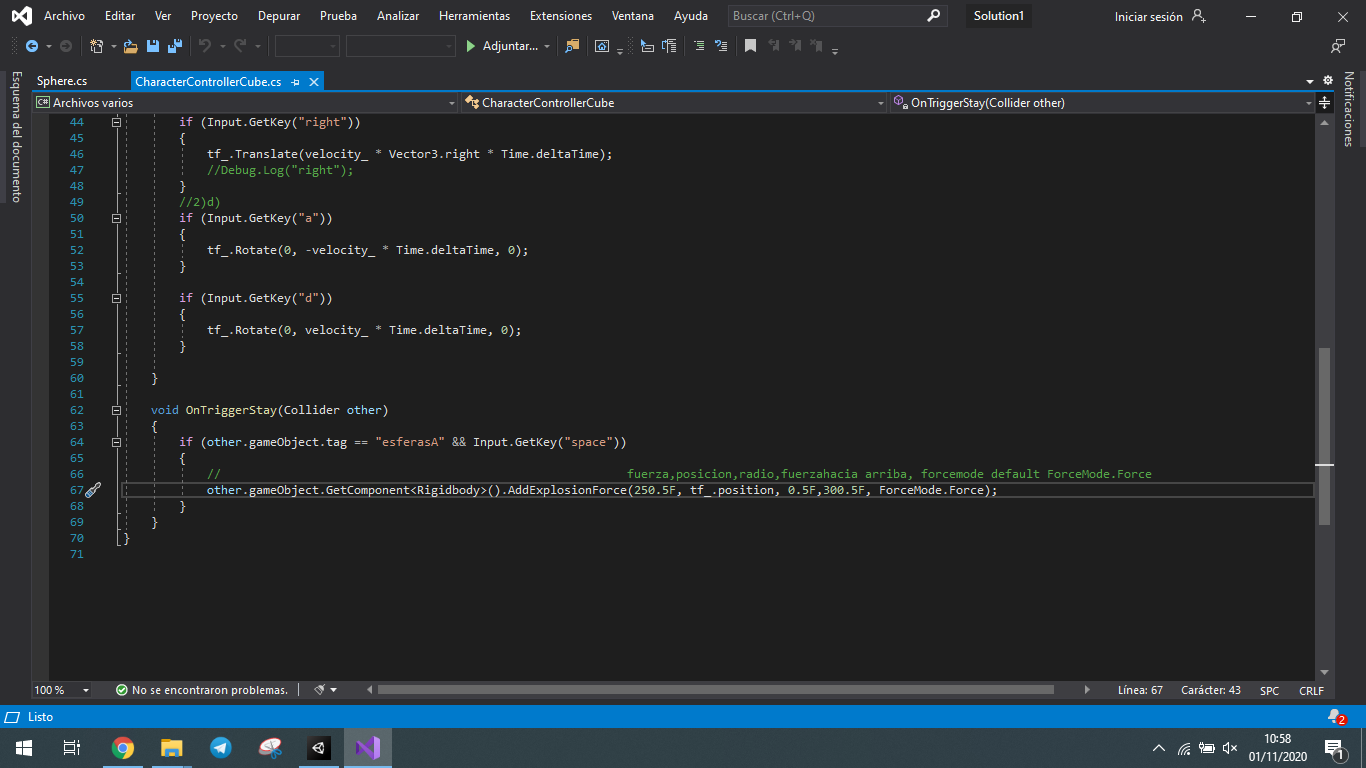 Archivo Editar Ver Proyecto Depurar Prueba Analizar Herramientas Extensiones Ventana Ayuda Buscar (Ctrl+Q) Solution1 Iniciar sesión
Adjuntar...
Sphere.cs CharacterControllerCube.cs
Archivos varios CharacterControllerCube OnTriggerStay(Collider other)
Esquema del documento
Notificaciones
44 if (Input.GetKey("right"))
45 {
46 tf_.Translate(velocity_ * Vector3.right * Time.deltaTime);
47 //Debug.Log("right");
48 }
49 //2)d)
50 if (Input.GetKey("a"))
51 {
52 tf_.Rotate(0, -velocity_ * Time.deltaTime, 0);
53 }
54
55 if (Input.GetKey("d"))
56 {
57 tf_.Rotate(0, velocity_ * Time.deltaTime, 0);
58 }
59
60 }
61
62 void OnTriggerStay(Collider other)
63 {
64 if (other.gameObject.tag == "esferasA" && Input.GetKey("space"))
65 {
66 // fuerza,posicion,radio,fuerzahacia arriba, forcemode default ForceMode.Force
67 other.gameObject.GetComponent<Rigidbody>().AddExplosionForce(250.5F, tf_.position, 0.5F,300.5F, ForceMode.Force);
68 }
69 }
70 }
71
100 % No se encontraron problemas. Línea: 67 Carácter: 43 SPC CRLF
Listo 2
10:58
01/11/2020 1